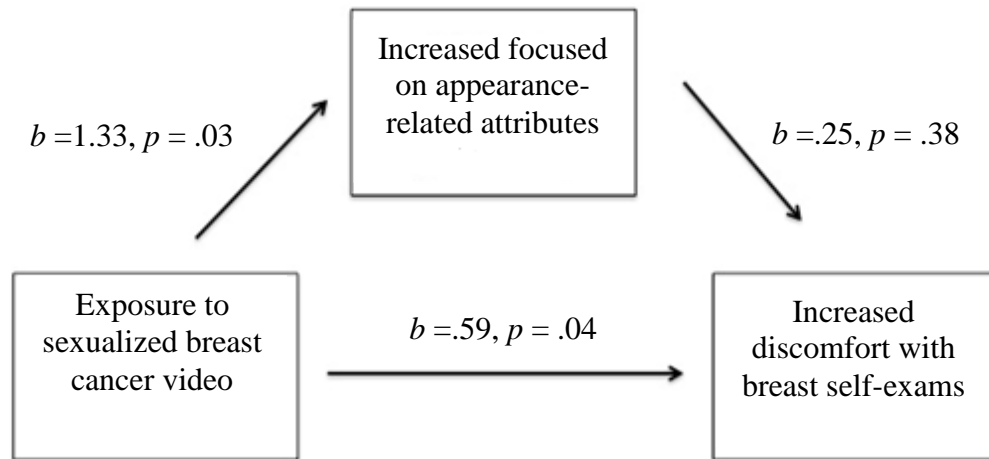 Increased focused
on appearance-
related attributes
b =1.33, p = .03
b =.25, p = .38
Exposure to
sexualized breast
cancer video
b =.59, p = .04
Increased
discomfort with
breast self-exams